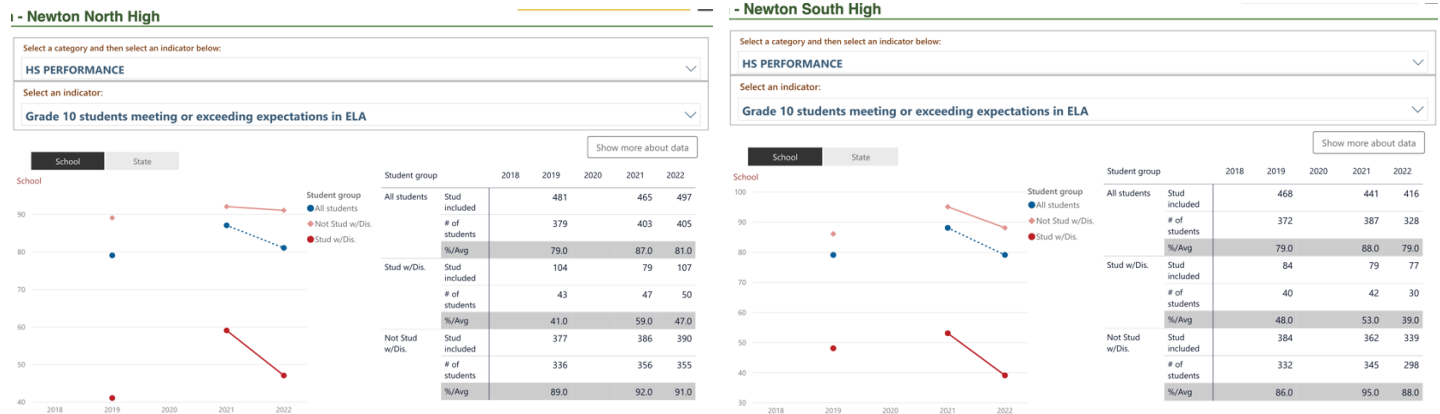 - Newton North High
Select a category and then select an indicator below:
HS PERFORMANCE
Select an indicator:
Grade 10 students meeting or exceeding expectations in ELA
Show more about data
School State
School
90
80
70
60
50
40
2018 2019 2020 2021 2022
Student group
All students
Not Stud w/Dis.
Stud w/Dis.
Student group 2018 2019 2020 2021 2022
All students Stud included 481 465 497
# of students 379 403 405
%/Avg 79.0 87.0 81.0
Stud w/Dis. Stud included 104 79 107
# of students 43 47 50
%/Avg 41.0 59.0 47.0
Not Stud w/Dis. Stud included 377 386 390
# of students 336 356 355
%/Avg 89.0 92.0 91.0
- Newton South High
Select a category and then select an indicator below:
HS PERFORMANCE
Select an indicator:
Grade 10 students meeting or exceeding expectations in ELA
Show more about data
School State
School
100
90
80
70
60
50
40
30
2018 2019 2020 2021 2022
Student group
All students
Not Stud w/Dis.
Stud w/Dis.
Student group 2018 2019 2020 2021 2022
All students Stud included 468 441 416
# of students 372 387 328
%/Avg 79.0 88.0 79.0
Stud w/Dis. Stud included 84 79 77
# of students 40 42 30
%/Avg 48.0 53.0 39.0
Not Stud w/Dis. Stud included 384 362 339
# of students 332 345 298
%/Avg 86.0 95.0 88.0